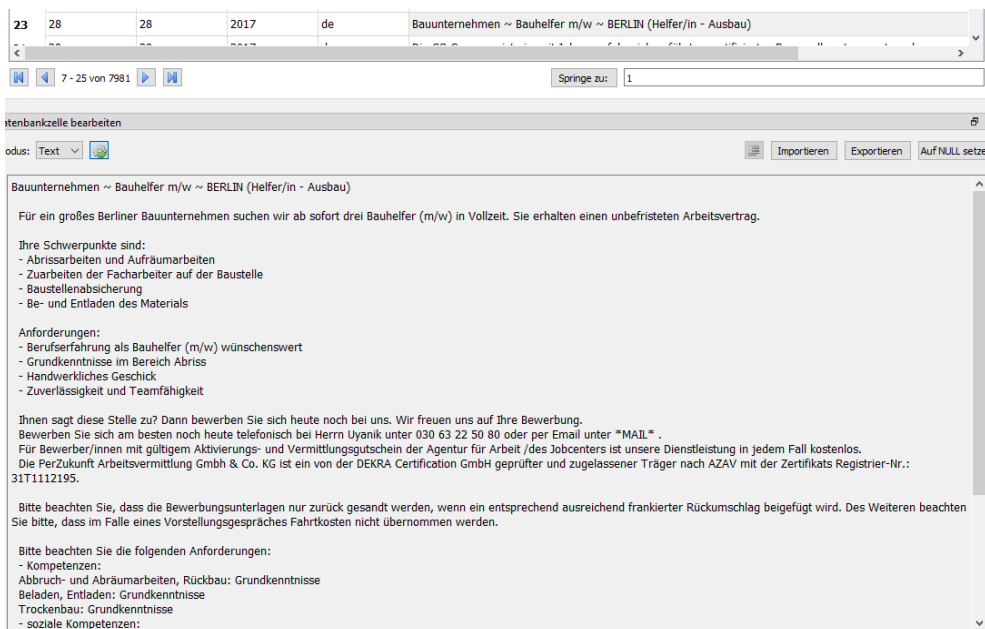 23 28 28 2017 de Bauunternehmen ~ Bauhelfer m/w ~ BERLIN (Helfer/in - Ausbau)
7 - 25 von 7981 Springe zu: 1
atenbankzelle bearbeiten
odus: Text Importieren Exportieren Auf NULL setze
Bauunternehmen ~ Bauhelfer m/w ~ BERLIN (Helfer/in - Ausbau)
Für ein großes Berliner Bauunternehmen suchen wir ab sofort drei Bauhelfer (m/w) in Vollzeit. Sie erhalten einen unbefristeten Arbeitsvertrag.
Ihre Schwerpunkte sind:
- Abrissarbeiten und Aufräumarbeiten
- Zuarbeiten der Facharbeiter auf der Baustelle
- Baustellenabsicherung
- Be- und Entladen des Materials
Anforderungen:
- Berufserfahrung als Bauhelfer (m/w) wünschenswert
- Grundkenntnisse im Bereich Abriss
- Handwerkliches Geschick
- Zuverlässigkeit und Teamfähigkeit
Ihnen sagt diese Stelle zu? Dann bewerben Sie sich heute noch bei uns. Wir freuen uns auf Ihre Bewerbung.
Bewerben Sie sich am besten noch heute telefonisch bei Herrn Uyanik unter 030 63 22 50 80 oder per Email unter *MAIL* .
Für Bewerber/innen mit gültigem Aktivierungs- und Vermittlungsgutschein der Agentur für Arbeit /des Jobcenters ist unsere Dienstleistung in jedem Fall kostenlos.
Die PerZukunft Arbeitsvermittlung Gmbh & Co. KG ist ein von der DEKRA Certification GmbH geprüfter und zugelassener Träger nach AZAV mit der Zertifikats Registrier-Nr.:
31T1112195.
Bitte beachten Sie, dass die Bewerbungsunterlagen nur zurück gesandt werden, wenn ein entsprechend ausreichend frankierter Rückumschlag beigefügt wird. Des Weiteren beachten
Sie bitte, dass im Falle eines Vorstellungsgespräches Fahrtkosten nicht übernommen werden.
Bitte beachten Sie die folgenden Anforderungen:
- Kompetenzen:
Abbruch- und Abräumarbeiten, Rückbau: Grundkenntnisse
Beladen, Entladen: Grundkenntnisse
Trockenbau: Grundkenntnisse
- soziale Kompetenzen: